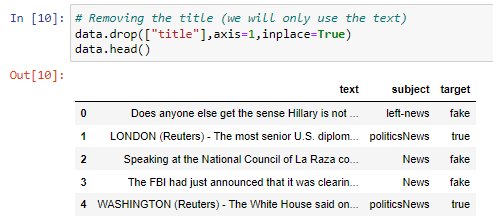 In [10]: # Removing the title (we will only use the text)
data.drop(["title"],axis=1,inplace=True)
data.head()
Out[10]:
text subject target
0 Does anyone else get the sense Hillary is not ... left-news fake
1 LONDON (Reuters) - The most senior U.S. diplom... politicsNews true
2 Speaking at the National Council of La Raza co... News fake
3 The FBI had just announced that it was clearin... News fake
4 WASHINGTON (Reuters) - The White House said on... politicsNews true